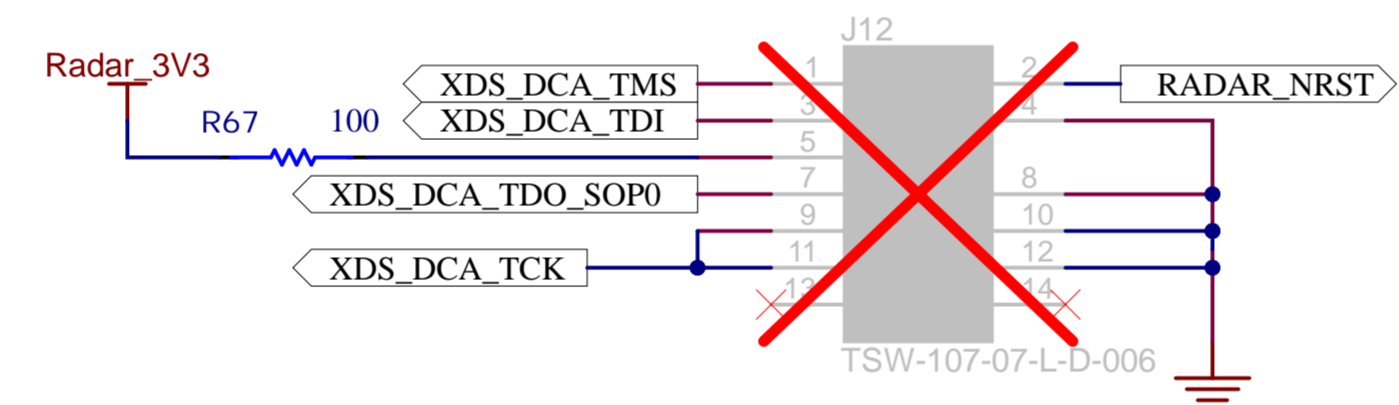 J12
Radar_3V3
XDS_DCA_TMS
1
2
RADAR_NRST
R67
100
XDS_DCA_TDI
3
4
5
XDS_DCA_TDO_SOP0
7
8
9
10
XDS_DCA_TCK
11
12
13
14
TSW-107-07-L-D-006